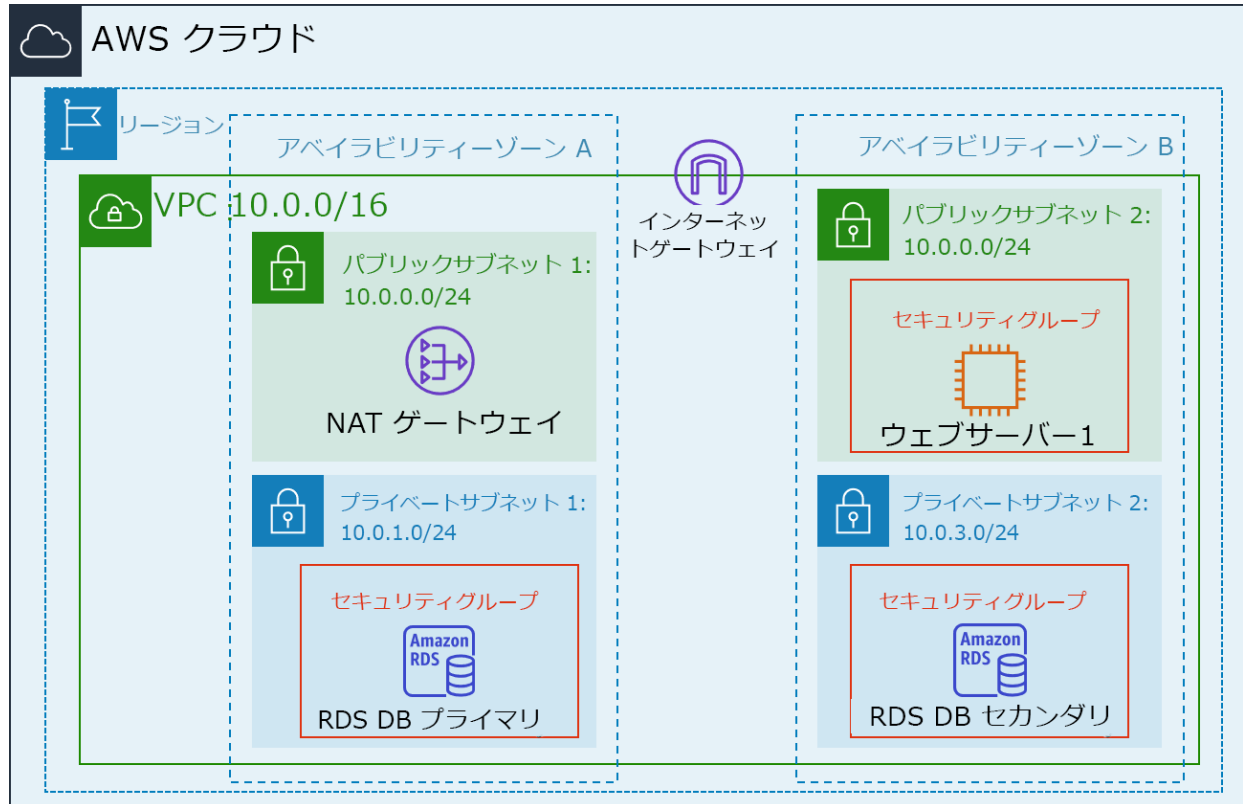 AWS クラウド
リージョン
アベイラビリティーゾーン A
アベイラビリティーゾーン B
VPC 10.0.0/16
インターネッ
トゲートウェイ
パブリックサブネット 1:
10.0.0.0/24
NAT ゲートウェイ
パブリックサブネット 2:
10.0.0.0/24
セキュリティグループ
ウェブサーバー1
プライベートサブネット 1:
10.0.1.0/24
セキュリティグループ
Amazon
RDS
RDS DB プライマリ
プライベートサブネット 2:
10.0.3.0/24
セキュリティグループ
Amazon
RDS
RDS DB セカンダリ